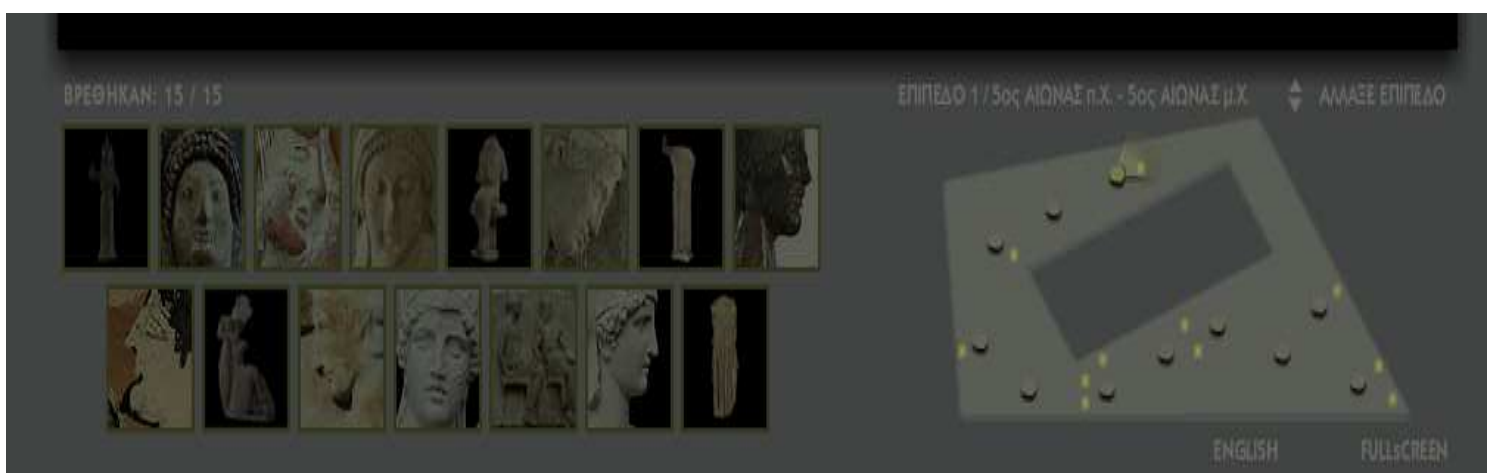 ΒΡΕΘΗΚΑΝ: 15 / 15
ΕΠΙΠΕΔΟ 1 / 5ος ΑΙΩΝΑΣ π.Χ. - 5ος ΑΙΩΝΑΣ μ.Χ.
ΑΛΛΑΞΕ ΕΠΙΠΕΔΟ
ENGLISH
FULLsCREEN